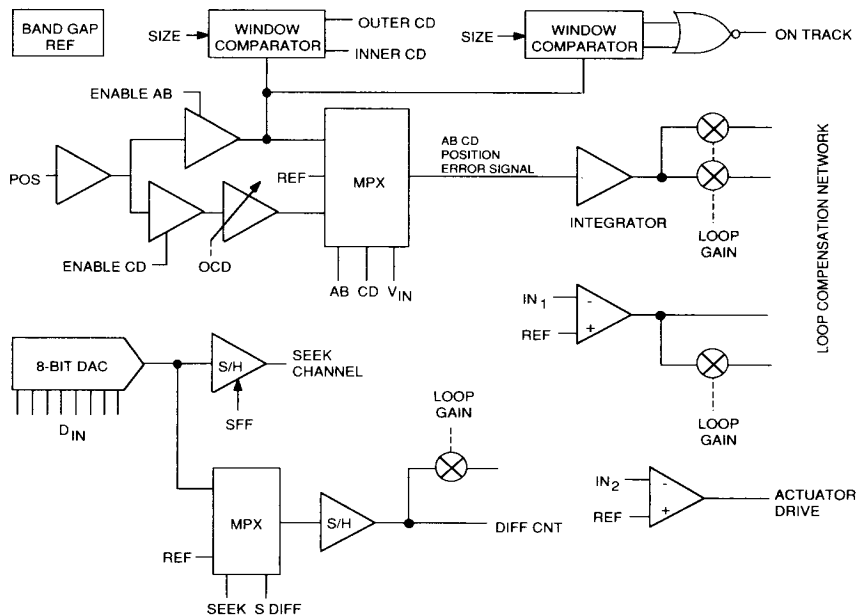 BAND GAP
REF
SIZE
WINDOW
COMPARATOR
OUTER CD
INNER CD
SIZE
WINDOW
COMPARATOR
ON TRACK
ENABLE AB
POS
REF
MPX
AB CD
POSITION
ERROR SIGNAL
INTEGRATOR
LOOP
GAIN
LOOP COMPENSATION NETWORK
ENABLE CD
OCD
AB CD VIN
IN1
REF
-
+
LOOP
GAIN
8-BIT DAC
DIN
S/H
SEEK
CHANNEL
SFF
LOOP
GAIN
MPX
REF
S/H
DIFF CNT
SEEK S DIFF
IN2
REF
-
+
ACTUATOR
DRIVE